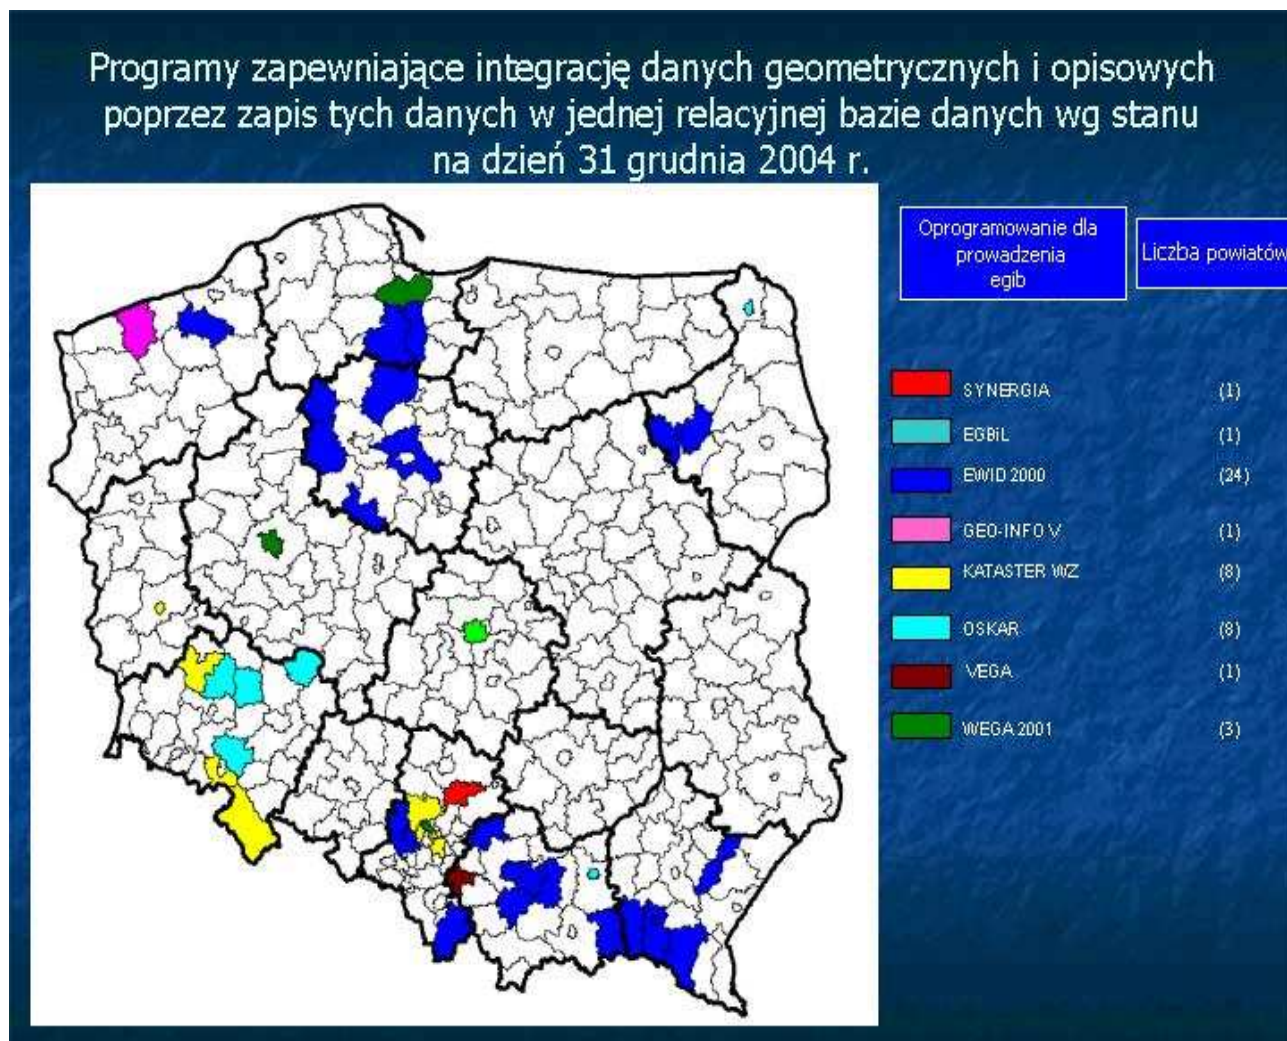 Programy zapewniające integrację danych geometrycznych i opisowych
poprzez zapis tych danych w jednej relacyjnej bazie danych wg stanu
na dzień 31 grudnia 2004 r.
Oprogramowanie dla
prowadzenia
egib
Liczba powiatów
SYNERGIA (1)
EGBiL (1)
EWID 2000 (24)
GEO-INFO V (1)
KATASTER WZ (8)
OSKAR (8)
VEGA (1)
WEGA 2001 (3)